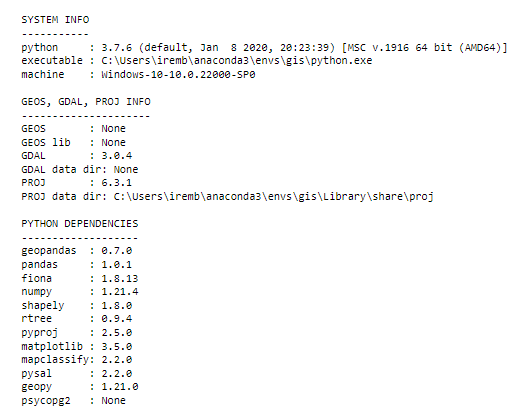 SYSTEM INFO
-----------
python     : 3.7.6 (default, Jan  8 2020, 20:23:39) [MSC v.1916 64 bit (AMD64)]
executable : C:\Users\iremb\anaconda3\envs\gis\python.exe
machine    : Windows-10-10.0.22000-SP0
GEOS, GDAL, PROJ INFO
---------------------
GEOS       : None
GEOS lib   : None
GDAL       : 3.0.4
GDAL data dir: None
PROJ       : 6.3.1
PROJ data dir: C:\Users\iremb\anaconda3\envs\gis\Library\share\proj
PYTHON DEPENDENCIES
-------------------
geopandas  : 0.7.0
pandas     : 1.0.1
fiona      : 1.8.13
numpy      : 1.21.4
shapely    : 1.8.0
rtree      : 0.9.4
pyproj     : 2.5.0
matplotlib : 3.5.0
mapclassify: 2.2.0
pysal      : 2.2.0
geopy      : 1.21.0
psycopg2   : None